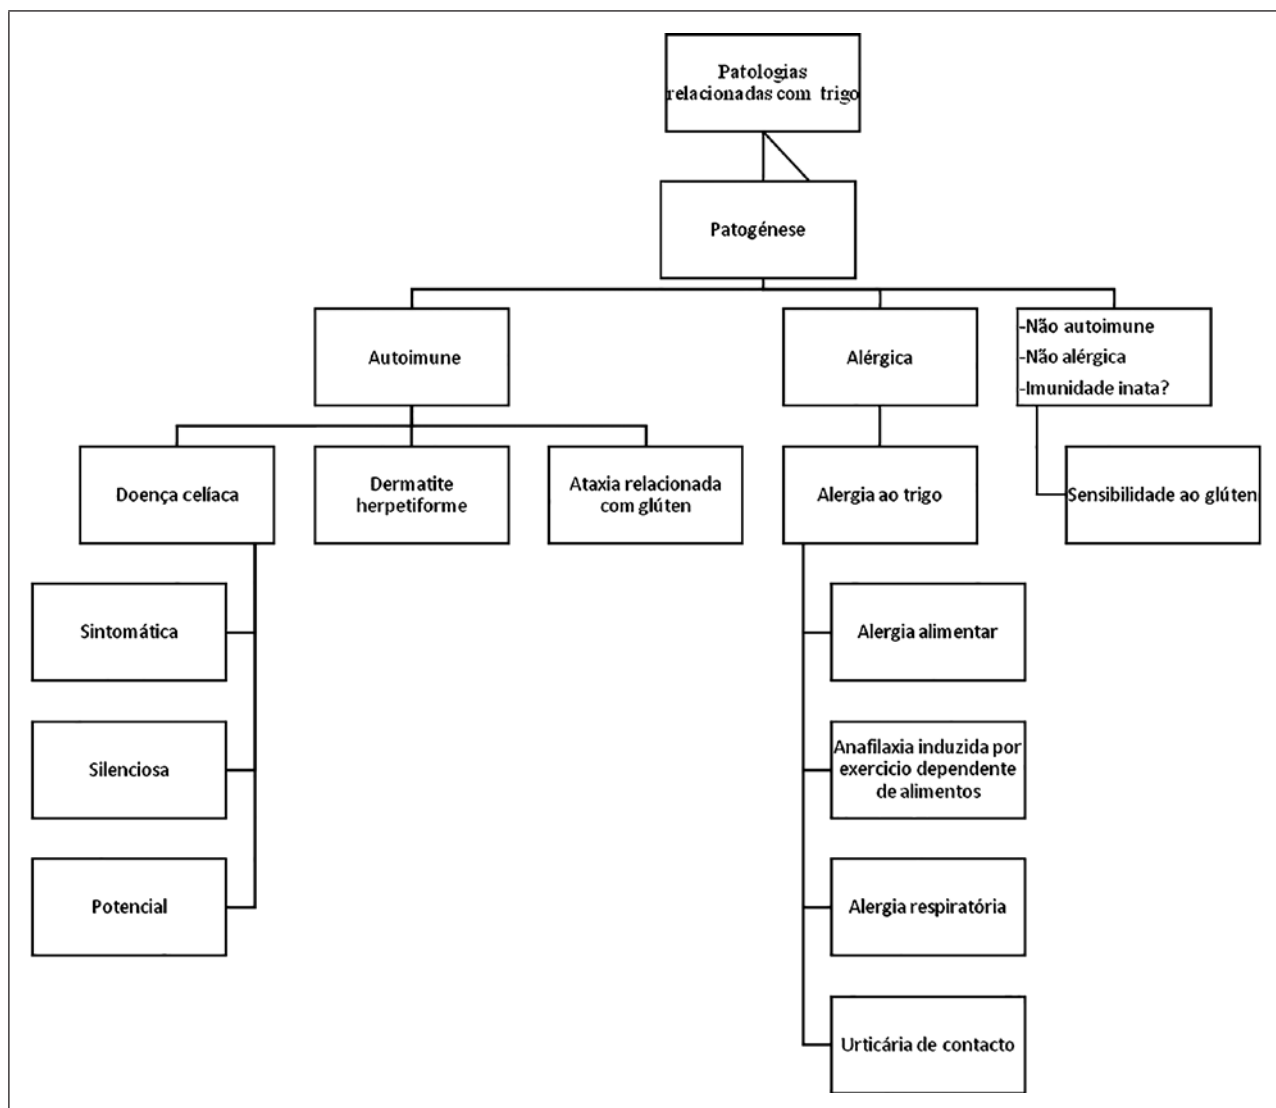 Patologias
relacionadas com trigo
Patogénese
Autoimune
Alérgica
-Não autoimune
-Não alérgica
-Imunidade inata?
Doença celíaca
Dermatite
herpetiforme
Ataxia relacionada
com glúten
Alergia ao trigo
Sensibilidade ao glúten
Sintomática
Silenciosa
Potencial
Alergia alimentar
Anafilaxia induzida por
exercicio dependente
de alimentos
Alergia respiratória
Urticária de contacto